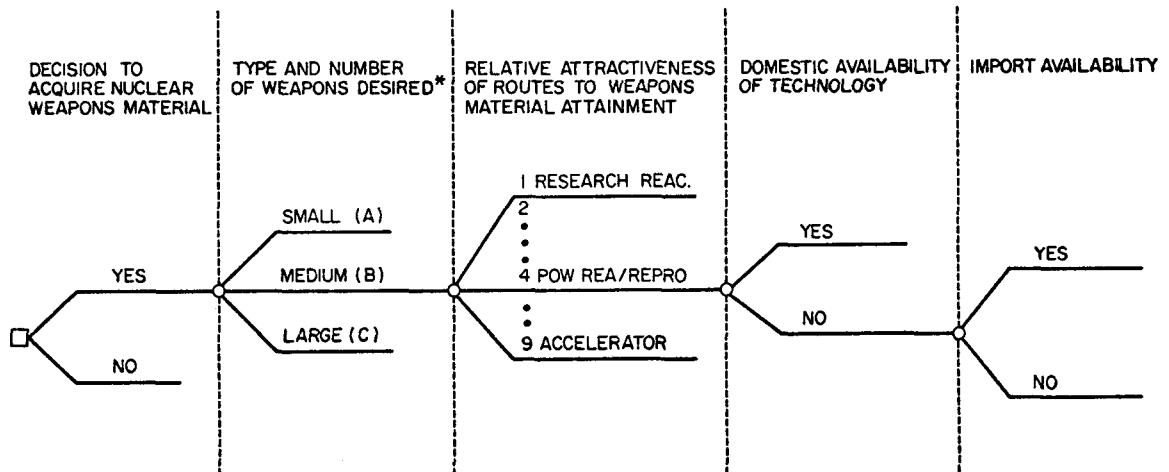 DECISION TO
ACQUIRE NUCLEAR
WEAPONS MATERIAL
TYPE AND NUMBER
OF WEAPONS DESIRED*
RELATIVE ATTRACTIVENESS
OF ROUTES TO WEAPONS
MATERIAL ATTAINMENT
DOMESTIC AVAILABILITY
OF TECHNOLOGY
IMPORT AVAILABILITY
YES
NO
SMALL (A)
MEDIUM (B)
LARGE (C)
1 RESEARCH REAC.
2
4 POW REA/REPRO
9 ACCELERATOR
YES
NO
YES
NO